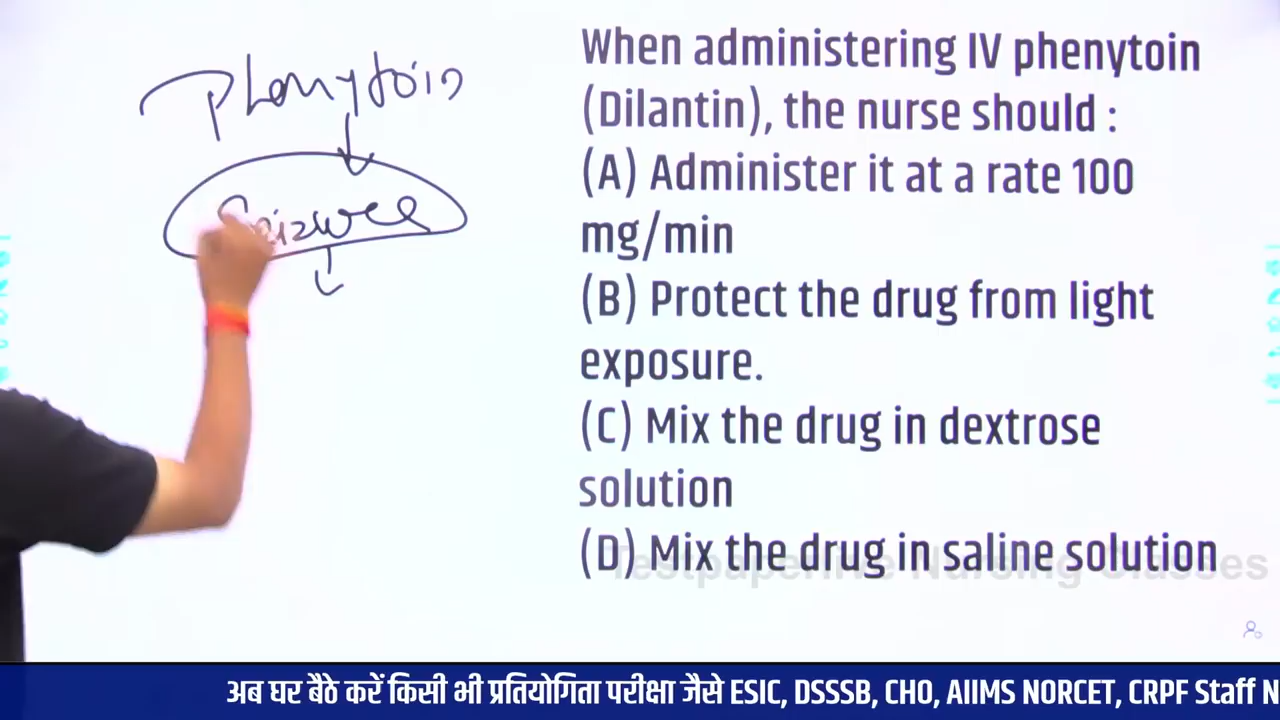 Phenytoin
Seizures
When administering IV phenytoin
(Dilantin), the nurse should :
(A) Administer it at a rate 100
mg/min
(B) Protect the drug from light
exposure.
(C) Mix the drug in dextrose
solution
(D) Mix the drug in saline solution
Testpaperlive Nursing Classes
अब घर बैठे करें किसी भी प्रतियोगिता परीक्षा जैसे ESIC, DSSSB, CHO, AIIMS NORCET, CRPF Staff N